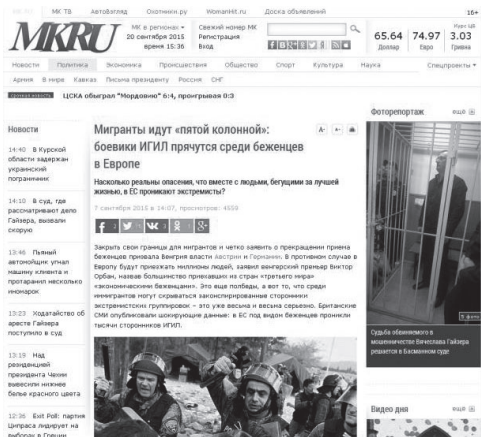 МК ТВ АвтоВзгляд Охотники.ру WomanHit.ru Доска объявлений 16+
MKRU
МК в регионах
20 сентября 2015
время 15:36
Свежий номер МК
Регистрация
Вход
Курс ЦБ
65.64 74.97 3.03
Доллар Евро Гривна
Новости Политика Экономика Происшествия Общество Спорт Культура Наука Спецпроекты
Армия В мире Кавказ Письма президенту Россия СНГ
ЦСКА обыграл "Мордовию" 6:4, проигрывая 0:3
Новости
14:40 В Курской
области задержан
украинский
пограничник
14:10 В суд, где
рассматривают дело
Гайзера, вызвали
скорую
13:46 Пьяный
автомойщик угнал
машину клиента и
протаранил несколько
иномарок
13:23 Ходатайство об
аресте Гайзера
поступило в суд
13:19 Над
резиденцией
президента Чехии
вывесили нижнее
белье красного цвета
12:36 Exit Poll: партия
Ципраса лидирует на
выборах в Греции
Мигранты идут «пятой колонной»:
боевики ИГИЛ прячутся среди беженцев
в Европе
Насколько реальны опасения, что вместе с людьми, бегущими за лучшей
жизнью, в ЕС проникают экстремисты?
7 сентября 2015 в 14:07, просмотров: 4559
Закрыть свои границы для мигрантов и четко заявить о прекращении приема
беженцев призвала Венгрия власти Австрии и Германии. В противном случае в
Европу будут приезжать миллионы людей, заявил венгерский премьер Виктор
Орбан, назвав большинство приехавших из стран «третьего мира»
«экономическими беженцами». Это еще полбеды, а вот то, что среди
иммигрантов могут скрываться законспирированные сторонники
экстремистских группировок – это уже весьма и весьма серьезно. Британские
СМИ опубликовали шокирующие данные: в ЕС под видом беженцев проникли
тысячи сторонников ИГИЛ.
Фоторепортаж ещё
5 фото
Судьба обвиняемого в
мошенничестве Вячеслава Гайзера
решается в Басманном суде
Видео дня ещё